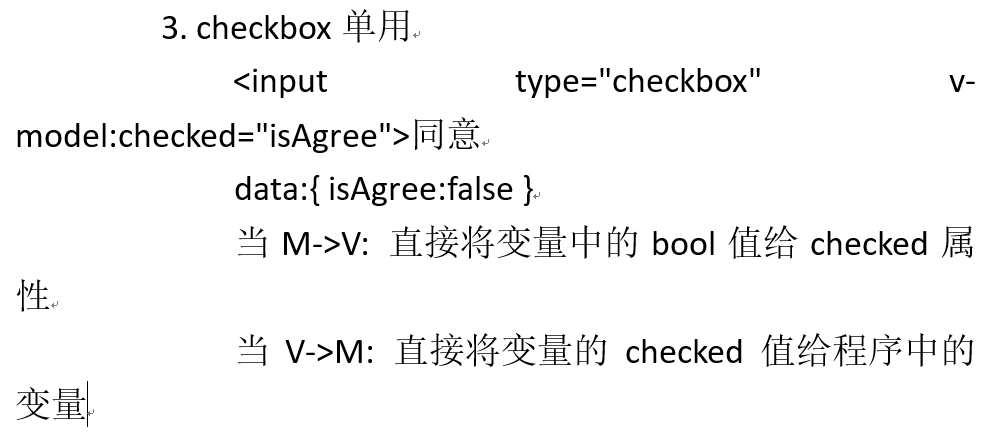 3. checkbox 单用
<input type="checkbox" v-
model:checked="isAgree">同意
data:{ isAgree:false }
当 M->V: 直接将变量中的 bool 值给 checked 属
性
当 V->M: 直接将变量的 checked 值给程序中的
变量